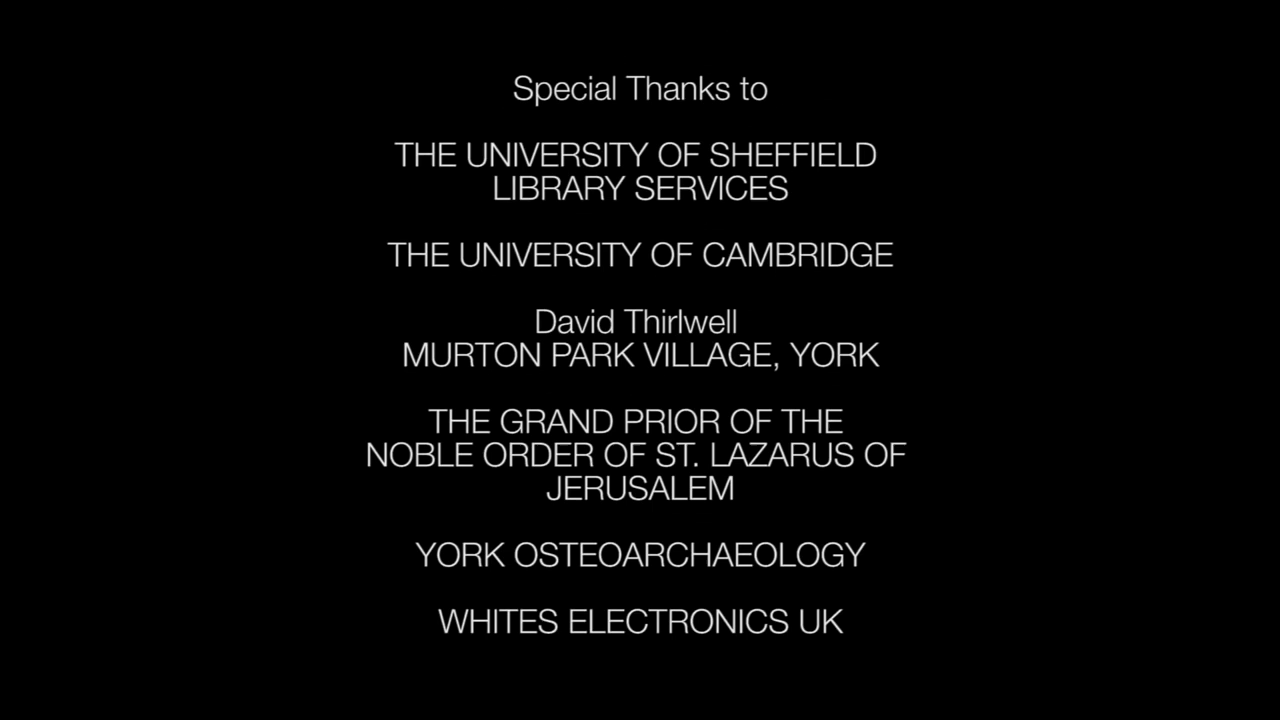 Special Thanks to
THE UNIVERSITY OF SHEFFIELD
LIBRARY SERVICES
THE UNIVERSITY OF CAMBRIDGE
David Thirlwell
MURTON PARK VILLAGE, YORK
THE GRAND PRIOR OF THE
NOBLE ORDER OF ST. LAZARUS OF
JERUSALEM
YORK OSTEOARCHAEOLOGY
WHITES ELECTRONICS UK